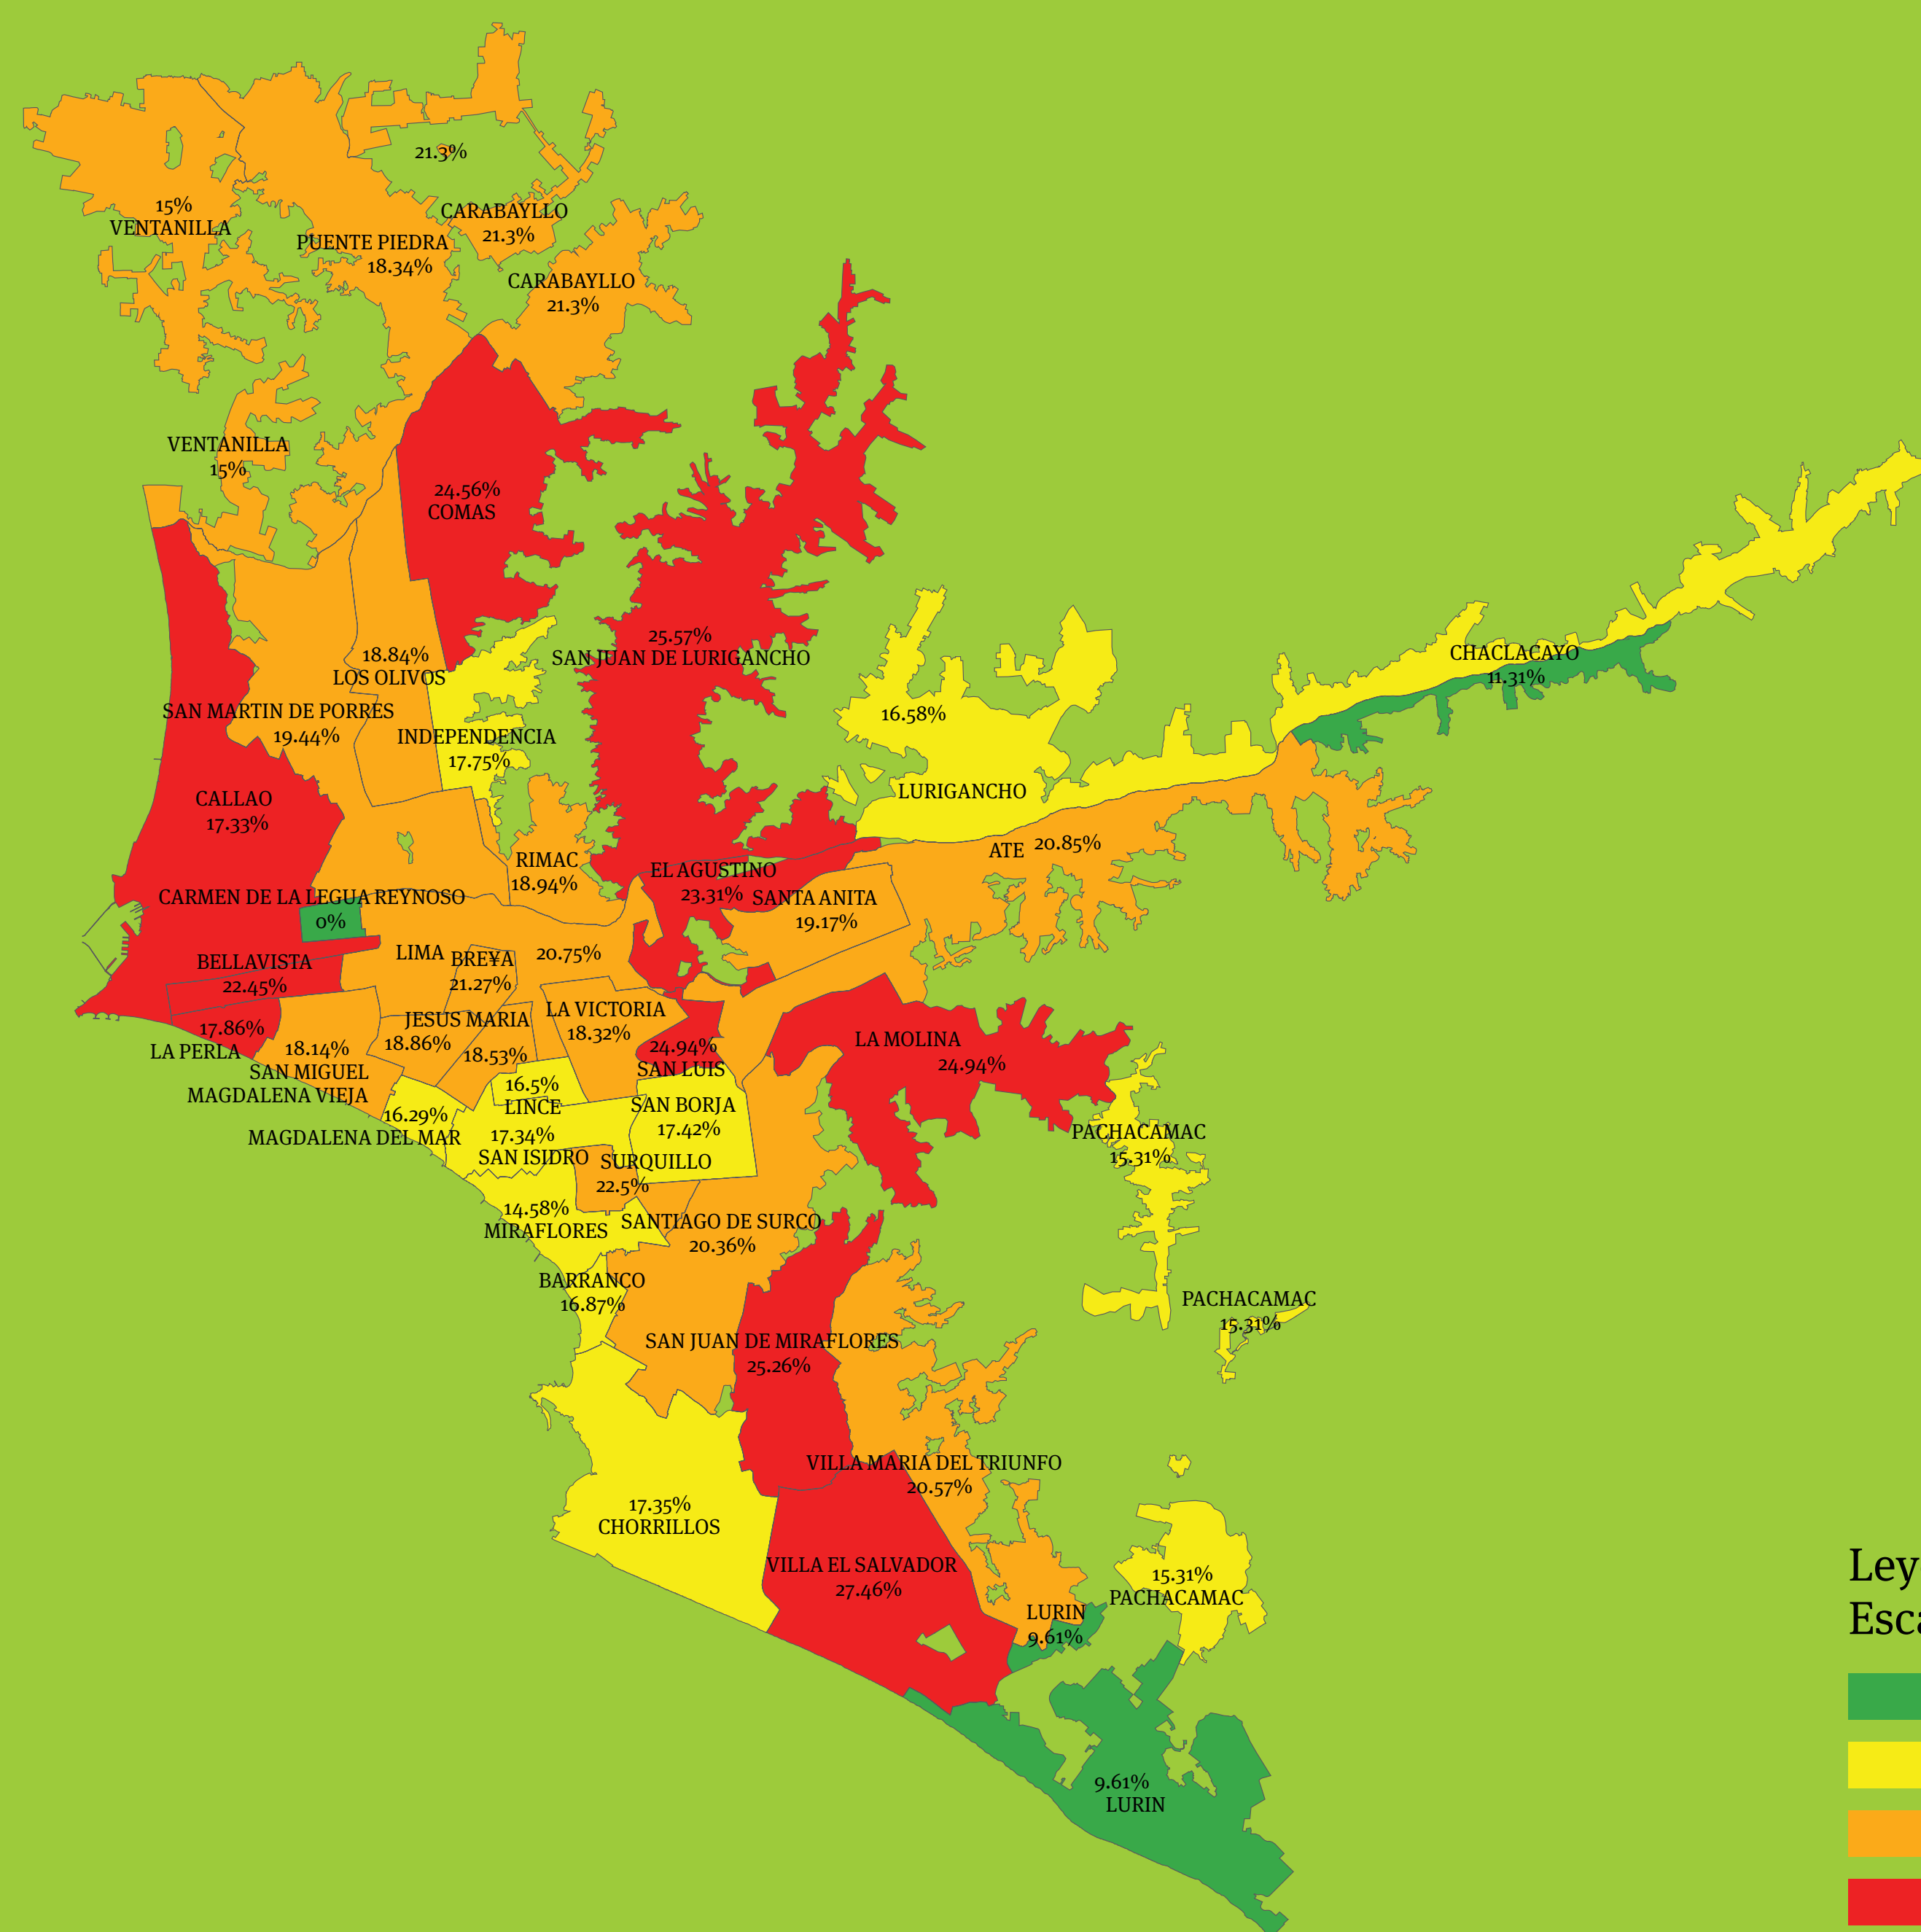 21.3%
15%
VENTANILLA
CARABAYLLO
21.3%
PUENTE PIEDRA
18.34%
CARABAYLLO
21.3%
VENTANILLA
15%
24.56%
COMAS
25.57%
SAN JUAN DE LURIGANCHO
18.84%
LOS OLIVOS
CHACLACAYO
11.31%
SAN MARTIN DE PORRES
19.44%
16.58%
LURIGANCHO
INDEPENDENCIA
17.75%
CALLAO
17.33%
ATE 20.85%
RIMAC
18.94%
EL AGUSTINO
23.31%
SANTA ANITA
19.17%
CARMEN DE LA LEGUA REYNOSO
0%
LIMA
20.75%
BRE¥A
21.27%
BELLAVISTA
22.45%
LA VICTORIA
18.32%
JESUS MARIA
18.86%
18.53%
17.86%
LA PERLA
18.14%
SAN MIGUEL
MAGDALENA VIEJA
24.94%
SAN LUIS
LA MOLINA
24.94%
16.5%
LINCE
SAN BORJA
17.42%
16.29%
MAGDALENA DEL MAR
17.34%
SAN ISIDRO
SURQUILLO
22.5%
PACHACAMAC
15.31%
14.58%
MIRAFLORES
SANTIAGO DE SURCO
20.36%
BARRANCO
16.87%
PACHACAMAC
15.31%
SAN JUAN DE MIRAFLORES
25.26%
VILLA MARIA DEL TRIUNFO
20.57%
17.35%
CHORRILLOS
VILLA EL SALVADOR
27.46%
15.31%
PACHACAMAC
LURIN
9.61%
9.61%
LURIN
Ley
Esca